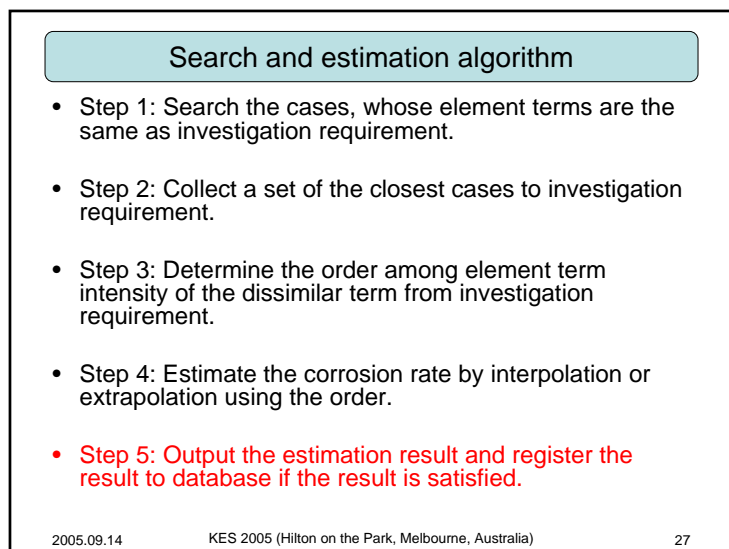 Search and estimation algorithm
• Step 1: Search the cases, whose element terms are the
same as investigation requirement.
• Step 2: Collect a set of the closest cases to investigation
requirement.
• Step 3: Determine the order among element term
intensity of the dissimilar term from investigation
requirement.
• Step 4: Estimate the corrosion rate by interpolation or
extrapolation using the order.
• Step 5: Output the estimation result and register the
result to database if the result is satisfied.
2005.09.14 KES 2005 (Hilton on the Park, Melbourne, Australia) 27